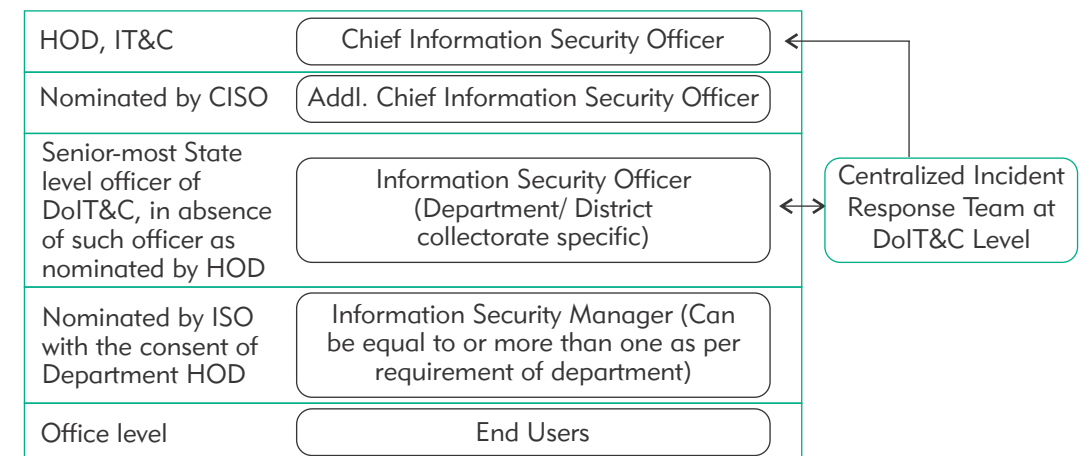 HOD, IT&C
Chief Information Security Officer
Nominated by CISO
Addl. Chief Information Security Officer
Senior-most State
level officer of
DoIT&C, in absence
of such officer as
nominated by HOD
Information Security Officer
(Department/ District
collectorate specific)
Centralized Incident
Response Team at
DoIT&C Level
Nominated by ISO
with the consent of
Department HOD
Information Security Manager (Can
be equal to or more than one as per
requirement of department)
Office level
End Users